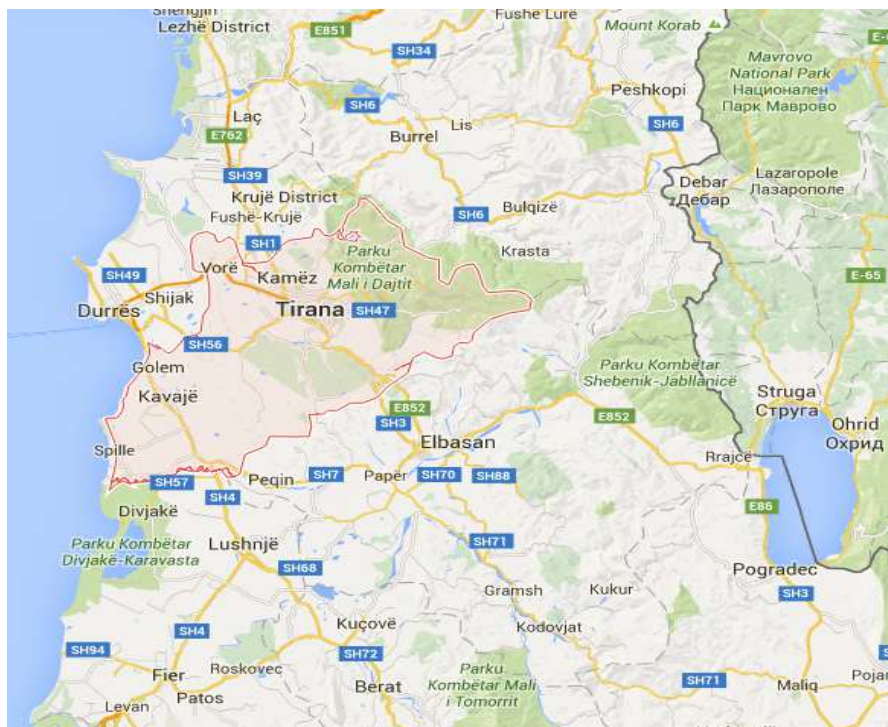 Shëngjin
Fushë Lurë
Mount Korab
Lezhë District
E851
SH34
Mavrovo
National Park
Национален
Парк Маврово
Peshkopi
SH6
Laç
Lis
SH6
E762
Burrel
SH39
Debar
Дебар
Lazaropole
Лазарополе
Krujë District
Fushë-Krujë
SH6
Bulqizë
SH1
Parku
Kombëtar
Mali i Dajtit
Krasta
Vorë
Kamëz
SH49
E-65
Shijak
Durrës
Tirana
SH47
SH56
Golem
Parku Kombëtar
Shebenik-Jabllanicë
Kavajë
Struga
Струга
E852
E852
SH3
Ohrid
Охрид
Elbasan
Spille
Rrajcë
Peqin
SH7
Papër
SH70
SH88
SH57
SH4
E86
Divjakë
Parku Kombëtar
Divjakë-Karavasta
Lushnjë
SH71
SH68
Pogradec
Gramsh
Kukur
SH3
Kuçovë
Kodovjat
SH4
SH94
SH72
Roskovec
Fier
Patos
Parku
Kombëtar Mali
i Tomorrit
SH71
Berat
Maliq
Levan